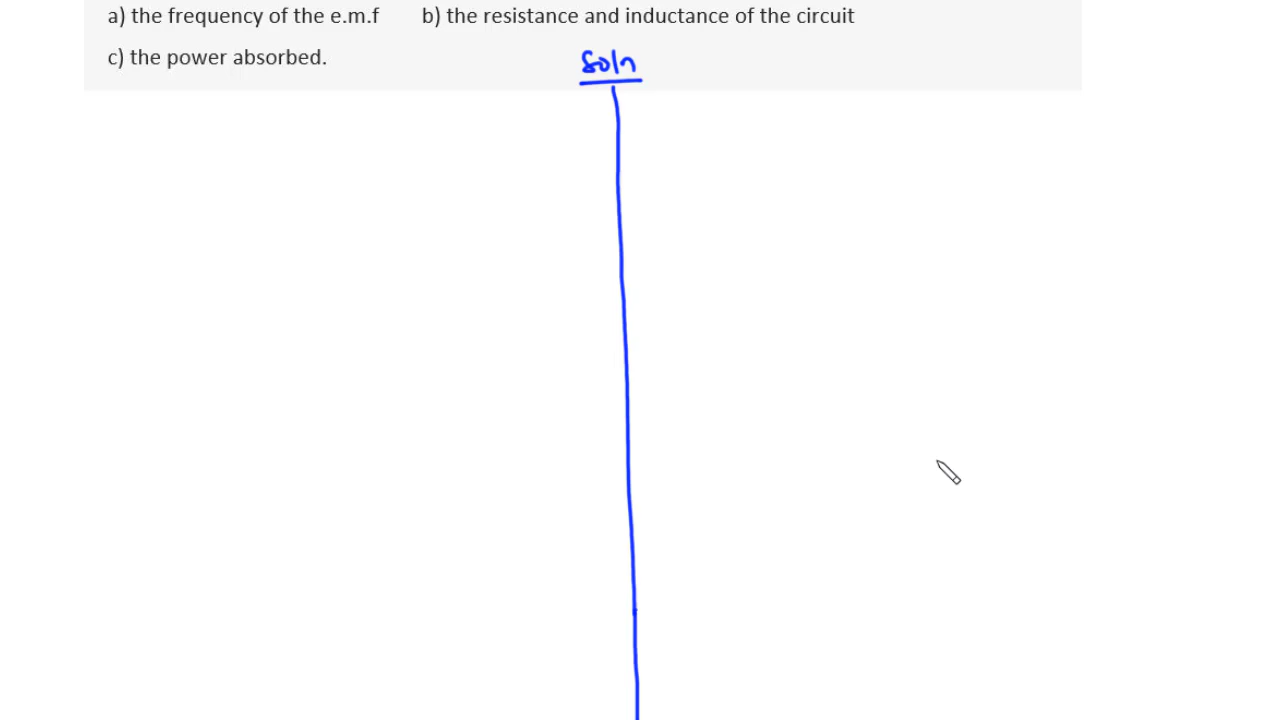 a) the frequency of the e.m.f b) the resistance and inductance of the circuit
c) the power absorbed.
Soln